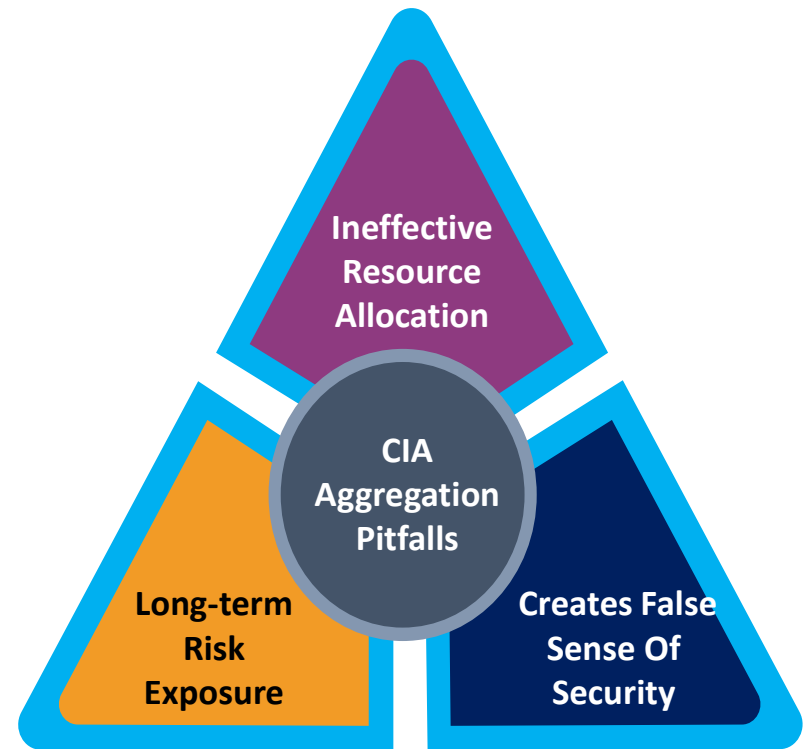 Ineffective
Resource
Allocation
CIA
Aggregation
Pitfalls
Long-term
Risk
Exposure
Creates False
Sense Of
Security